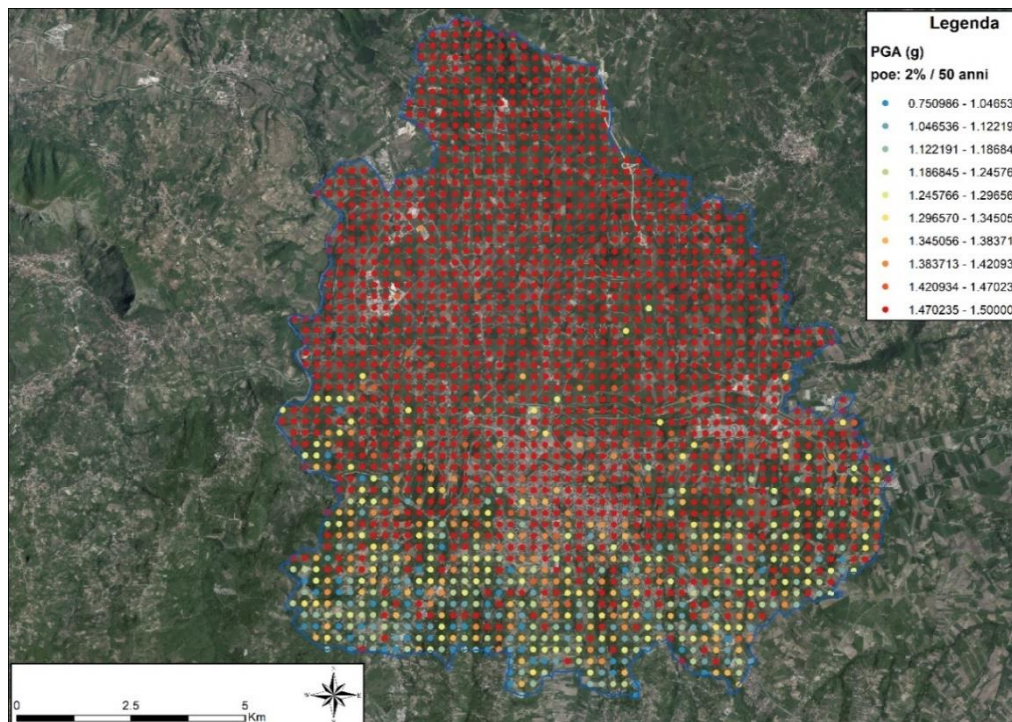 Legenda
PGA (g)
poe: 2% / 50 anni
0.750986 - 1.04653
1.046536 - 1.12219
1.122191 - 1.18684
1.186845 - 1.24576
1.245766 - 1.29656
1.296570 - 1.34505
1.345056 - 1.38371
1.383713 - 1.42093
1.420934 - 1.47023
1.470235 - 1.50000
0 2.5 5
Km